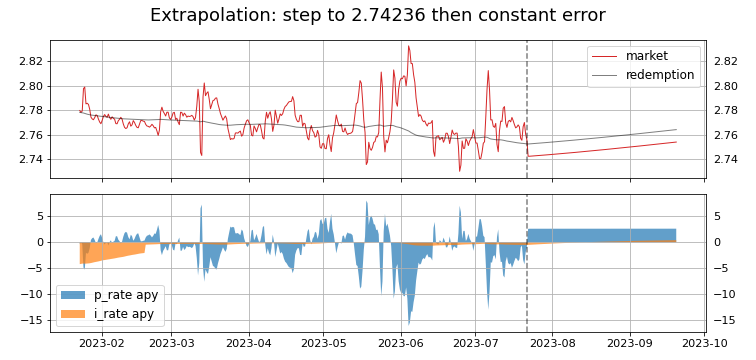 Extrapolation: step to 2.74236 then constant error
2.82 2.82
2.80 2.80
2.78 2.78
2.76 2.76
2.74 2.74
market
redemption
5 5
0 0
−5 −5
−10 −10
−15 −15
p_rate apy
i_rate apy
2023-02 2023-03 2023-04 2023-05 2023-06 2023-07 2023-08 2023-09 2023-10